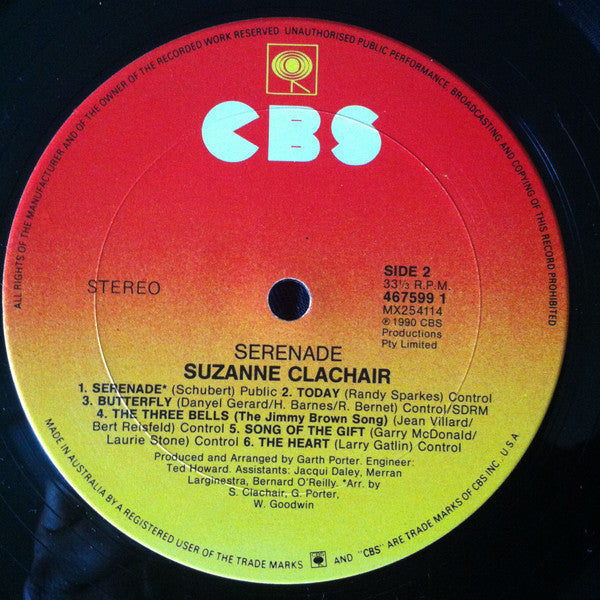 ALL RIGHTS OF THE MANUFACTURER AND OF THE OWNER OF THE RECORDED WORK RESERVED. UNAUTHORISED PUBLIC PERFORMANCE, BROADCASTING AND COPYING OF THIS RECORD PROHIBITED
CBS
STEREO
SIDE 2
33⅓ R.P.M.
467599 1
MX254114
℗ 1990 CBS
Productions
Pty Limited
SERENADE
SUZANNE CLACHAIR
1. SERENADE* (Schubert) Public 2. TODAY (Randy Sparkes) Control
3. BUTTERFLY (Danyel Gerard/H. Barnes/R. Bernet) Control/SDRM
4. THE THREE BELLS (The Jimmy Brown Song) (Jean Villard/
Bert Reisfeld) Control 5. SONG OF THE GIFT (Garry McDonald/
Laurie Stone) Control 6. THE HEART (Larry Gatlin) Control
Produced and Arranged by Garth Porter. Engineer:
Ted Howard. Assistants: Jacqui Daley, Merran
Larginestra, Bernard O'Reilly. *Arr. by
S. Clachair, G. Porter,
W. Goodwin
MADE IN AUSTRALIA BY A REGISTERED USER OF THE TRADE MARKS AND "CBS" ARE TRADE MARKS OF CBS INC. U S A